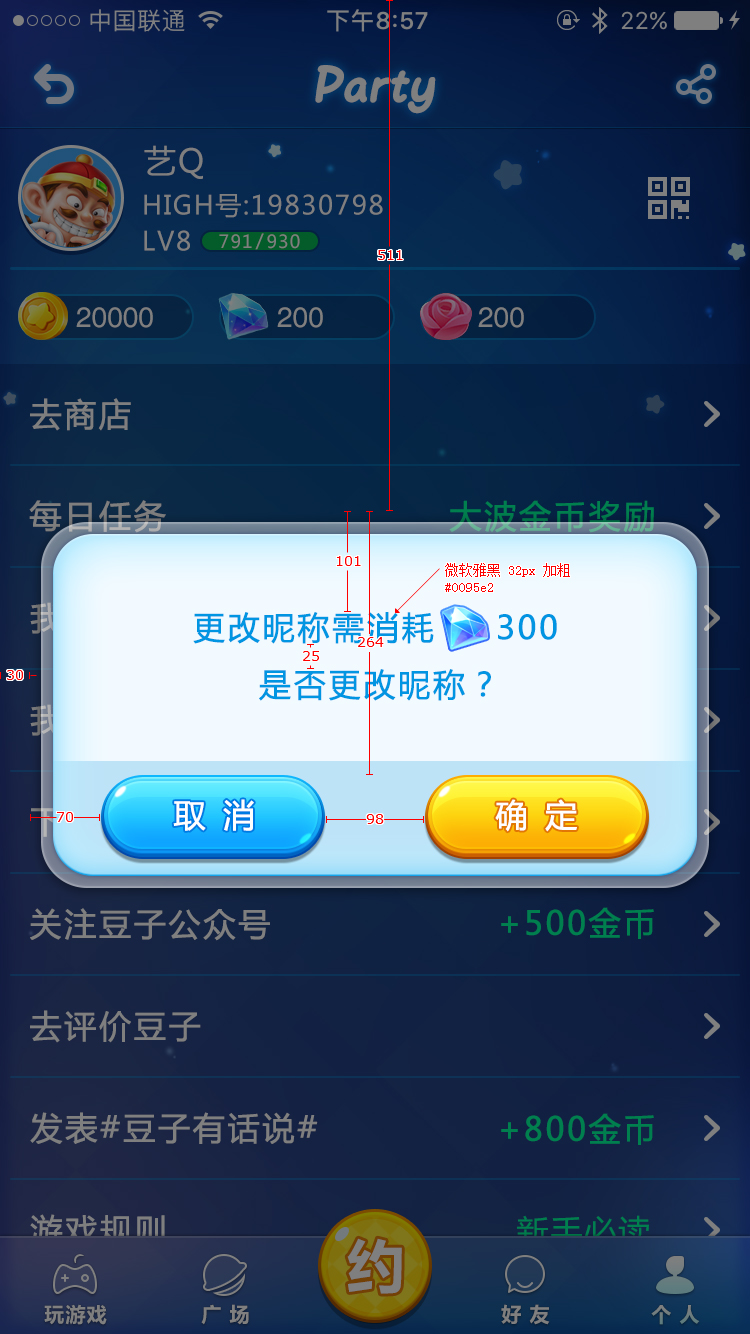 中国联通 下午8:57 22%
Party
艺Q
HIGH号:19830798
LV8 791/930
511
20000 200 200
去商店
每日任务 大波金币奖励
101
微软雅黑 32px 加粗
#0095e2
我
更改昵称需消耗 300
264
25
30
是否更改昵称？
我
70 取 消 98 确 定
下
关注豆子公众号 +500金币
去评价豆子
发表#豆子有话说# +800金币
游戏规则 新手必读
约
玩游戏 广 场 好 友 个 人